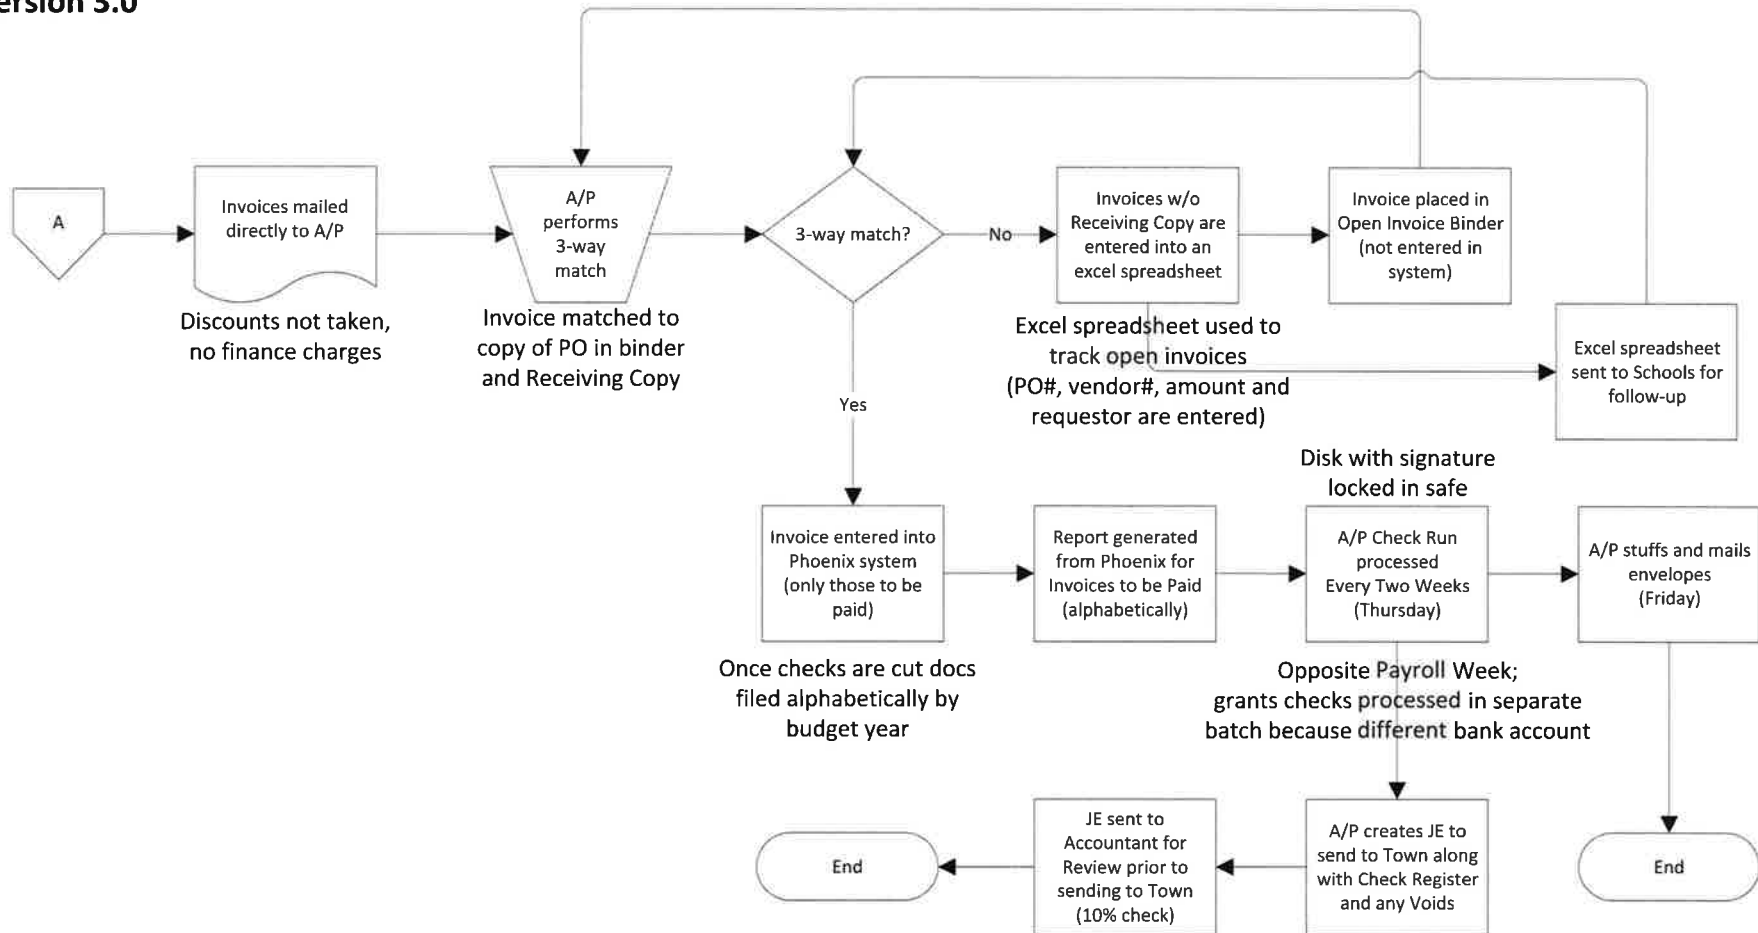 ersion 3.0
A
Invoices mailed
directly to A/P
Discounts not taken,
no finance charges
A/P
performs
3-way
match
Invoice matched to
copy of PO in binder
and Receiving Copy
3-way match?
No
Invoices w/o
Receiving Copy are
entered into an
excel spreadsheet
Excel spreadsheet used to
track open invoices
(PO#, vendor#, amount and
requestor are entered)
Invoice placed in
Open Invoice Binder
(not entered in
system)
Excel spreadsheet
sent to Schools for
follow-up
Yes
Invoice entered into
Phoenix system
(only those to be
paid)
Once checks are cut docs
filed alphabetically by
budget year
Report generated
from Phoenix for
Invoices to be Paid
(alphabetically)
Disk with signature
locked in safe
A/P Check Run
processed
Every Two Weeks
(Thursday)
Opposite Payroll Week;
grants checks processed in separate
batch because different bank account
A/P stuffs and mails
envelopes
(Friday)
End
JE sent to
Accountant for
Review prior to
sending to Town
(10% check)
A/P creates JE to
send to Town along
with Check Register
and any Voids
End